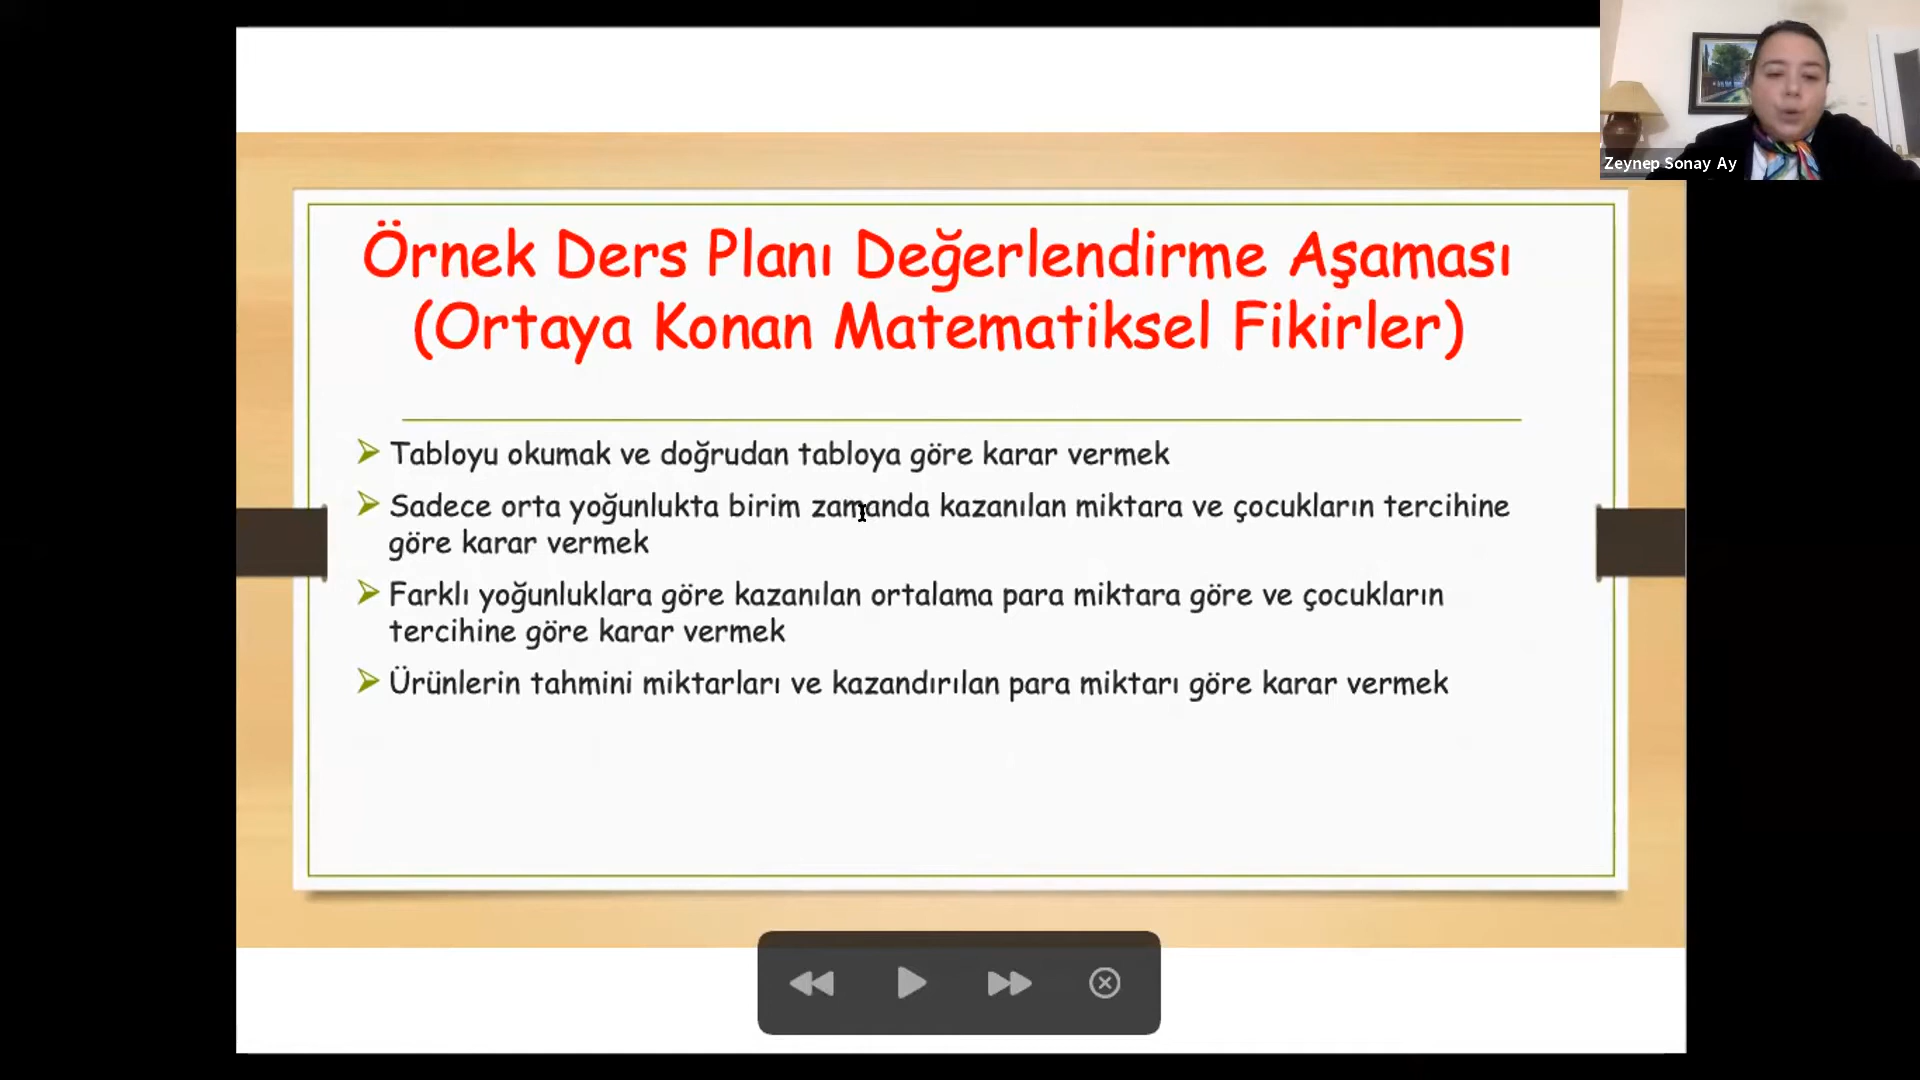 Zeynep Sonay Ay
Örnek Ders Planı Değerlendirme Aşaması
(Ortaya Konan Matematiksel Fikirler)
Tabloyu okumak ve doğrudan tabloya göre karar vermek
Sadece orta yoğunlukta birim zamanda kazanılan miktara ve çocukların tercihine
göre karar vermek
Farklı yoğunluklara göre kazanılan ortalama para miktara göre ve çocukların
tercihine göre karar vermek
Ürünlerin tahmini miktarları ve kazandırılan para miktarı göre karar vermek